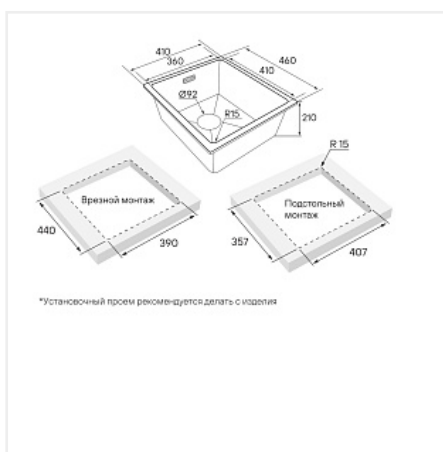 410
360
460
410
Ø92
R15
210
R 15
Врезной монтаж
440
390
Подстольный
монтаж
357
407
*Установочный проем рекомендуется делать с изделия